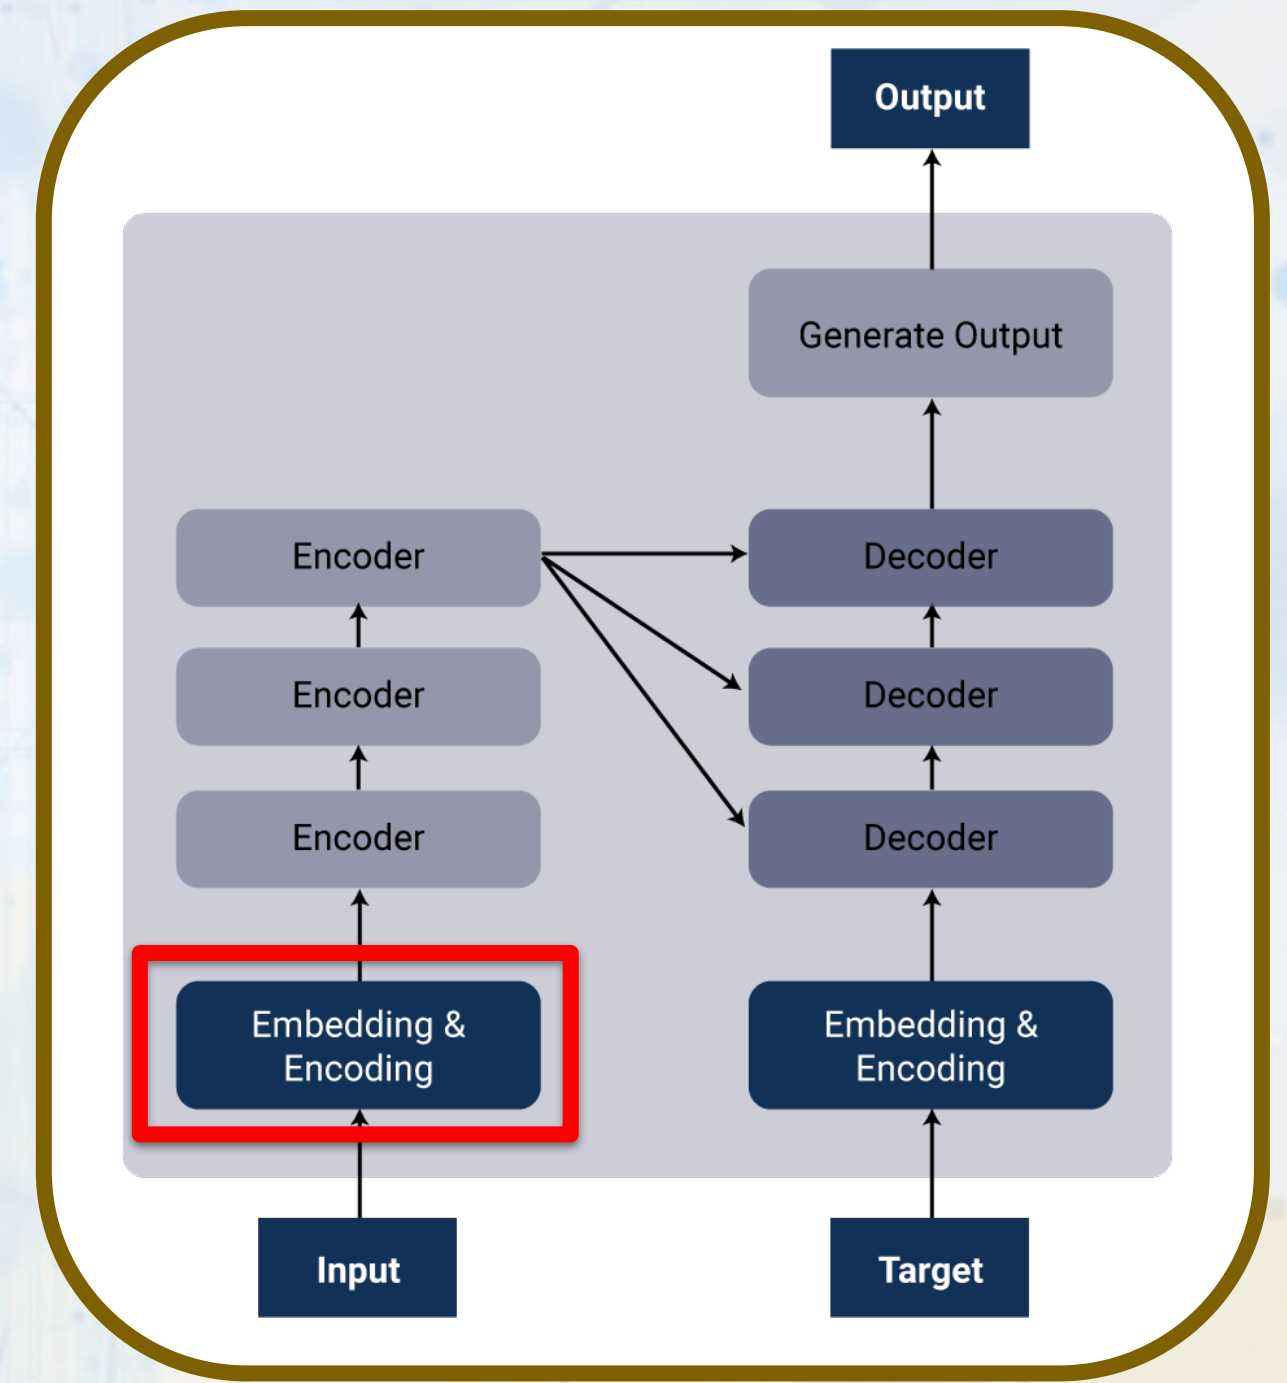 Output
Generate Output
Encoder
Decoder
Encoder
Decoder
Encoder
Decoder
Embedding &
Encoding
Embedding &
Encoding
Input
Target